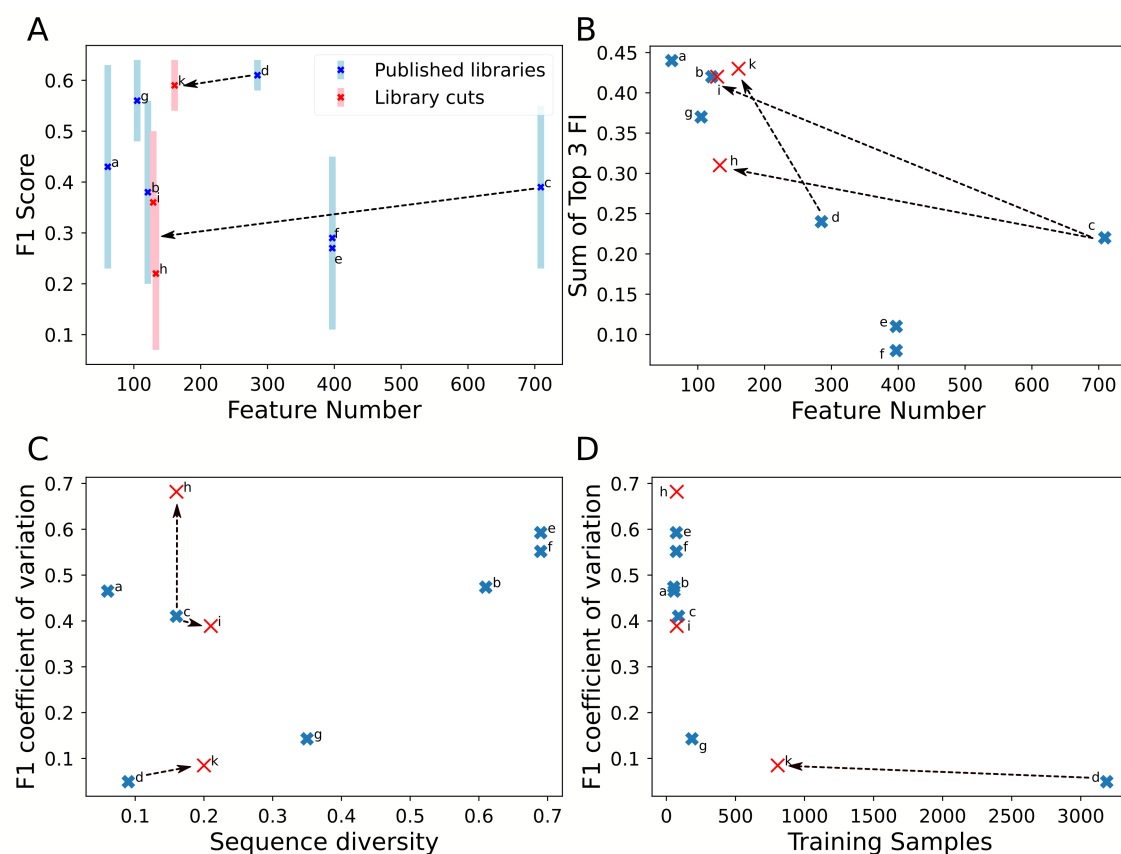 A
F1 Score
0.6
0.5
0.4
0.3
0.2
0.1
a
g
b
i
h
k
d
f
e
c
Published libraries
Library cuts
100 200 300 400 500 600 700
Feature Number
B
Sum of Top 3 FI
0.45
0.40
0.35
0.30
0.25
0.20
0.15
0.10
a
b
i
k
g
h
d
c
e
f
100 200 300 400 500 600 700
Feature Number
C
F1 coefficient of variation
0.7
0.6
0.5
0.4
0.3
0.2
0.1
h
e
f
a
b
c
i
g
k
d
0.1 0.2 0.3 0.4 0.5 0.6 0.7
Sequence diversity
D
F1 coefficient of variation
0.7
0.6
0.5
0.4
0.3
0.2
0.1
h
e
f
b
a
c
i
g
k
d
0 500 1000 1500 2000 2500 3000
Training Samples